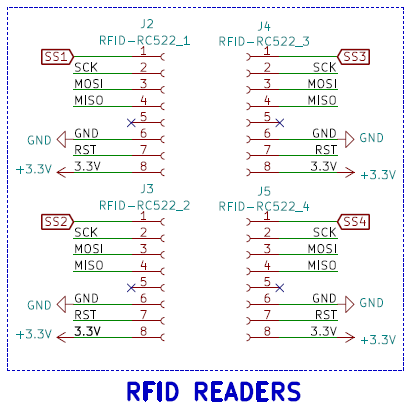 J2
RFID-RC522_1
SS1
1
SCK
2
MOSI
3
MISO
4
5
GND
GND
6
RST
7
+3.3V
3.3V
8
J4
RFID-RC522_3
1
SS3
2
SCK
3
MOSI
4
MISO
5
6
GND
GND
7
RST
8
3.3V
+3.3V
J3
RFID-RC522_2
SS2
1
SCK
2
MOSI
3
MISO
4
5
GND
GND
6
RST
7
+3.3V
3.3V
8
J5
RFID-RC522_4
1
SS4
2
SCK
3
MOSI
4
MISO
5
6
GND
GND
7
RST
8
3.3V
+3.3V
RFID READERS